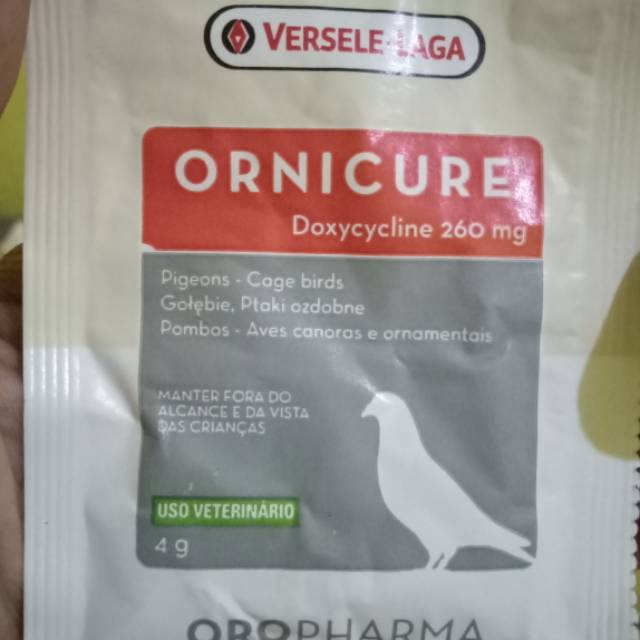 VERSELE-LAGA
ORNICURE
Doxycycline 260 mg
Pigeons - Cage birds
Gołębie, Ptaki ozdobne
Pombos - Aves canoras e ornamentais
MANTER FORA DO
ALCANCE E DA VISTA
DAS CRIANÇAS
USO VETERINÁRIO
4 g
OROPHARMA